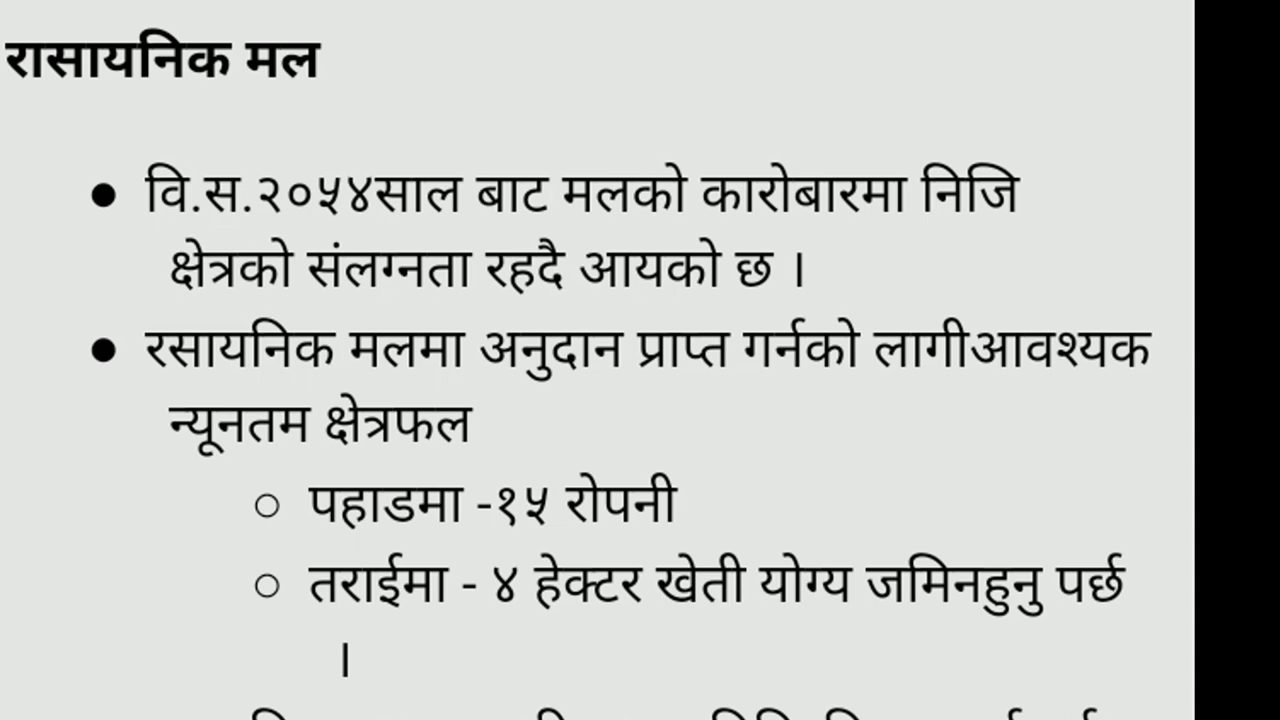 रासायनिक मल
● वि.स.२०५४साल बाट मलको कारोबारमा निजि
क्षेत्रको संलग्नता रहदै आयको छ ।
● रसायनिक मलमा अनुदान प्राप्त गर्नको लागीआवश्यक
न्यूनतम क्षेत्रफल
○ पहाडमा -१५ रोपनी
○ तराईमा - ४ हेक्टर खेती योग्य जमिनहुनु पर्छ
।